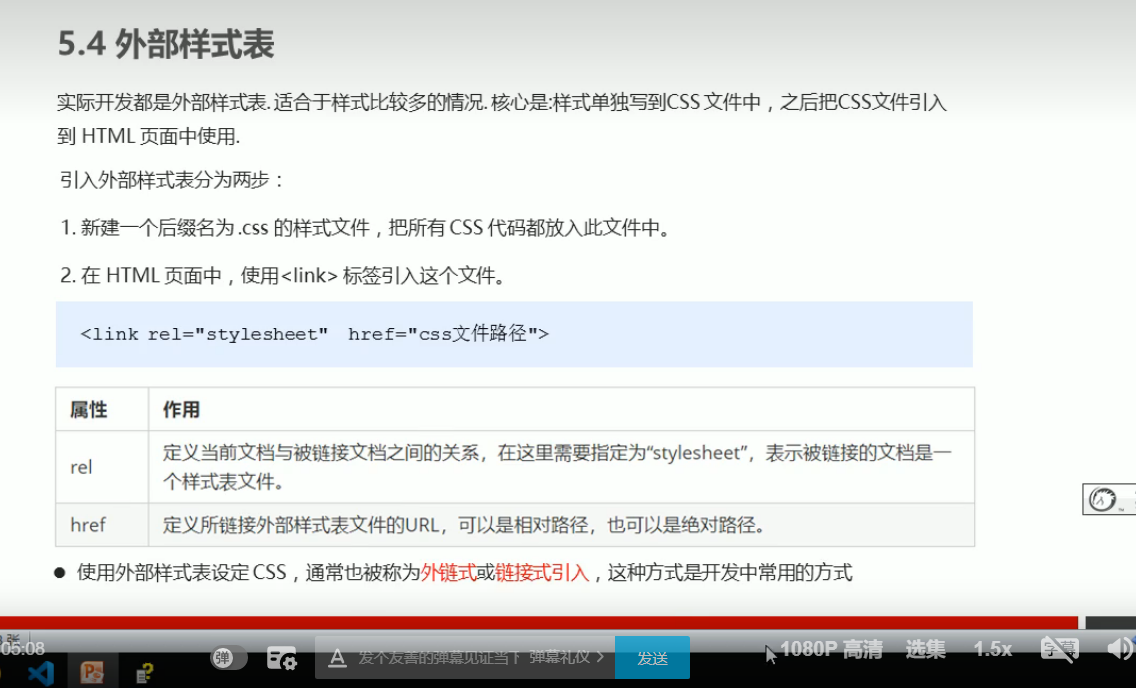 5.4 外部样式表
实际开发都是外部样式表. 适合于样式比较多的情况. 核心是:样式单独写到CSS 文件中，之后把CSS文件引入
到 HTML 页面中使用.
引入外部样式表分为两步：
1. 新建一个后缀名为 .css 的样式文件，把所有 CSS 代码都放入此文件中。
2. 在 HTML 页面中，使用<link> 标签引入这个文件。
<link rel="stylesheet"  href="css文件路径">
属性 作用
rel 定义当前文档与被链接文档之间的关系，在这里需要指定为“stylesheet”，表示被链接的文档是一
个样式表文件。
href 定义所链接外部样式表文件的URL，可以是相对路径，也可以是绝对路径。
● 使用外部样式表设定 CSS，通常也被称为外链式或链接式引入，这种方式是开发中常用的方式
05:08 弹 A 发个友善的弹幕见证当下 弹幕礼仪 > 发送 1080P 高清 选集 1.5x 字幕